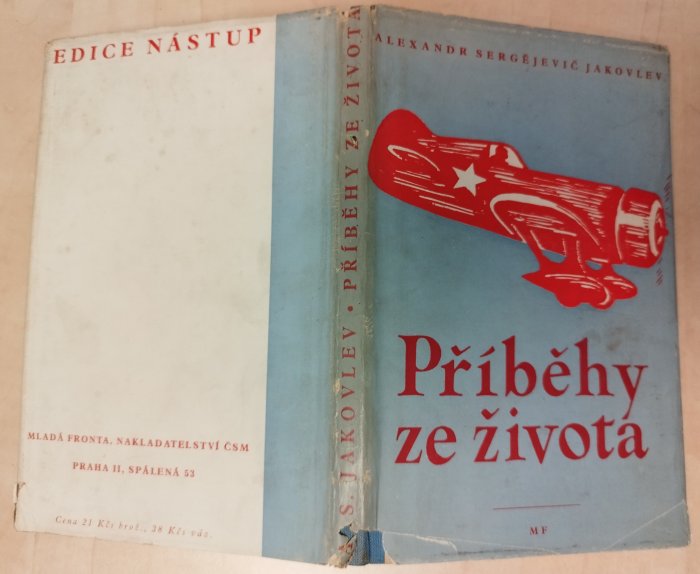 EDICE NÁSTUP
MLADÁ FRONTA, NAKLADATELSTVÍ ČSM
PRAHA II, SPÁLENÁ 53
Cena 21 Kčs brož., 38 Kčs váz.
A. S. JAKOVLEV • PŘÍBĚHY ZE ŽIVOTA
ALEXANDR SERGĚJEVIČ JAKOVLEV
Příběhy
ze života
MF